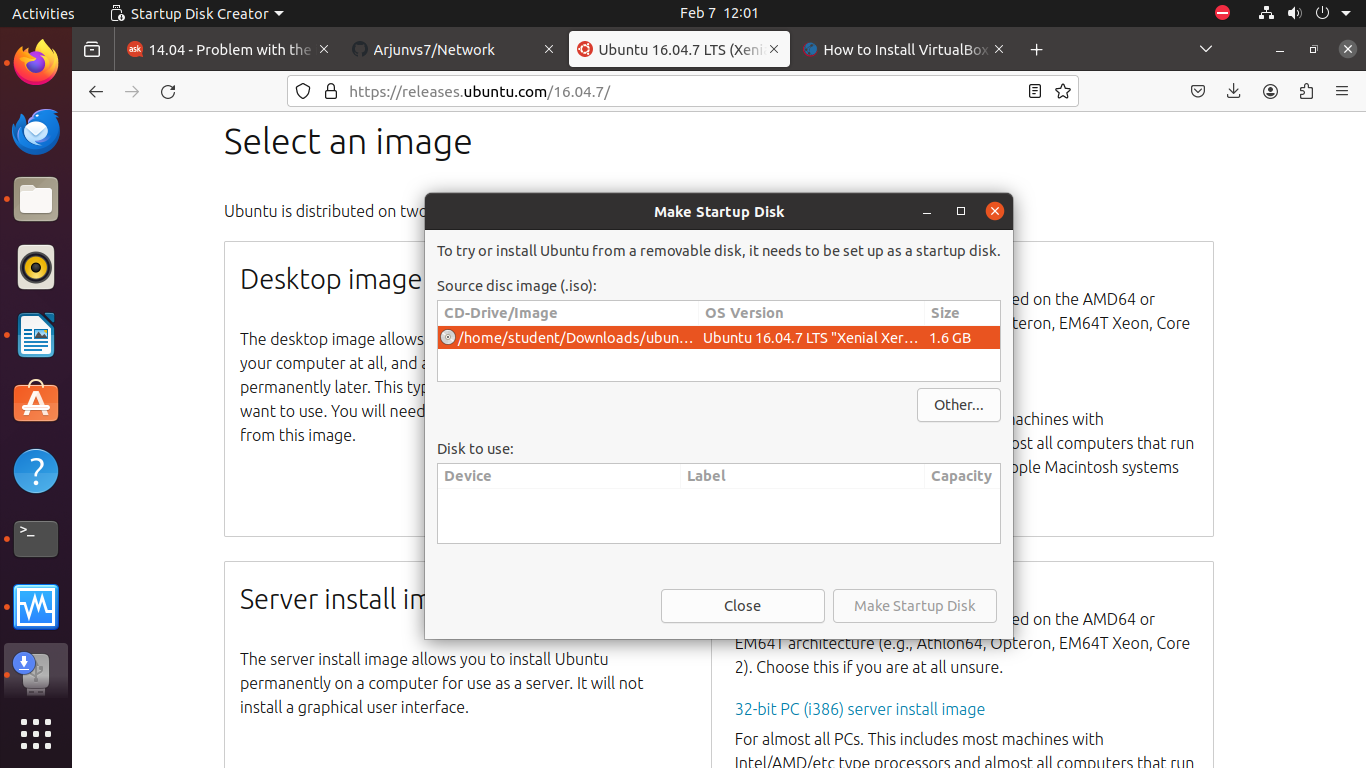 Activities
Startup Disk Creator
Feb 7 12:01
14.04 - Problem with the
Arjunvs7/Network
Ubuntu 16.04.7 LTS (Xenia
How to Install VirtualBox
https://releases.ubuntu.com/16.04.7/
Select an image
Ubuntu is distributed on two
Desktop image
The desktop image allows
your computer at all, and a
permanently later. This typ
want to use. You will need
from this image.
ed on the AMD64 or
teron, EM64T Xeon, Core
machines with
ost all computers that run
pple Macintosh systems
Make Startup Disk
To try or install Ubuntu from a removable disk, it needs to be set up as a startup disk.
Source disc image (.iso):
CD-Drive/Image OS Version Size
/home/student/Downloads/ubun... Ubuntu 16.04.7 LTS "Xenial Xer... 1.6 GB
Other...
Disk to use:
Device Label Capacity
Close
Make Startup Disk
Server install im
The server install image allows you to install Ubuntu
permanently on a computer for use as a server. It will not
install a graphical user interface.
ed on the AMD64 or
EM64T architecture (e.g., Athlon64, Opteron, EM64T Xeon, Core
2). Choose this if you are at all unsure.
32-bit PC (i386) server install image
For almost all PCs. This includes most machines with
Intel/AMD/etc type processors and almost all computers that run